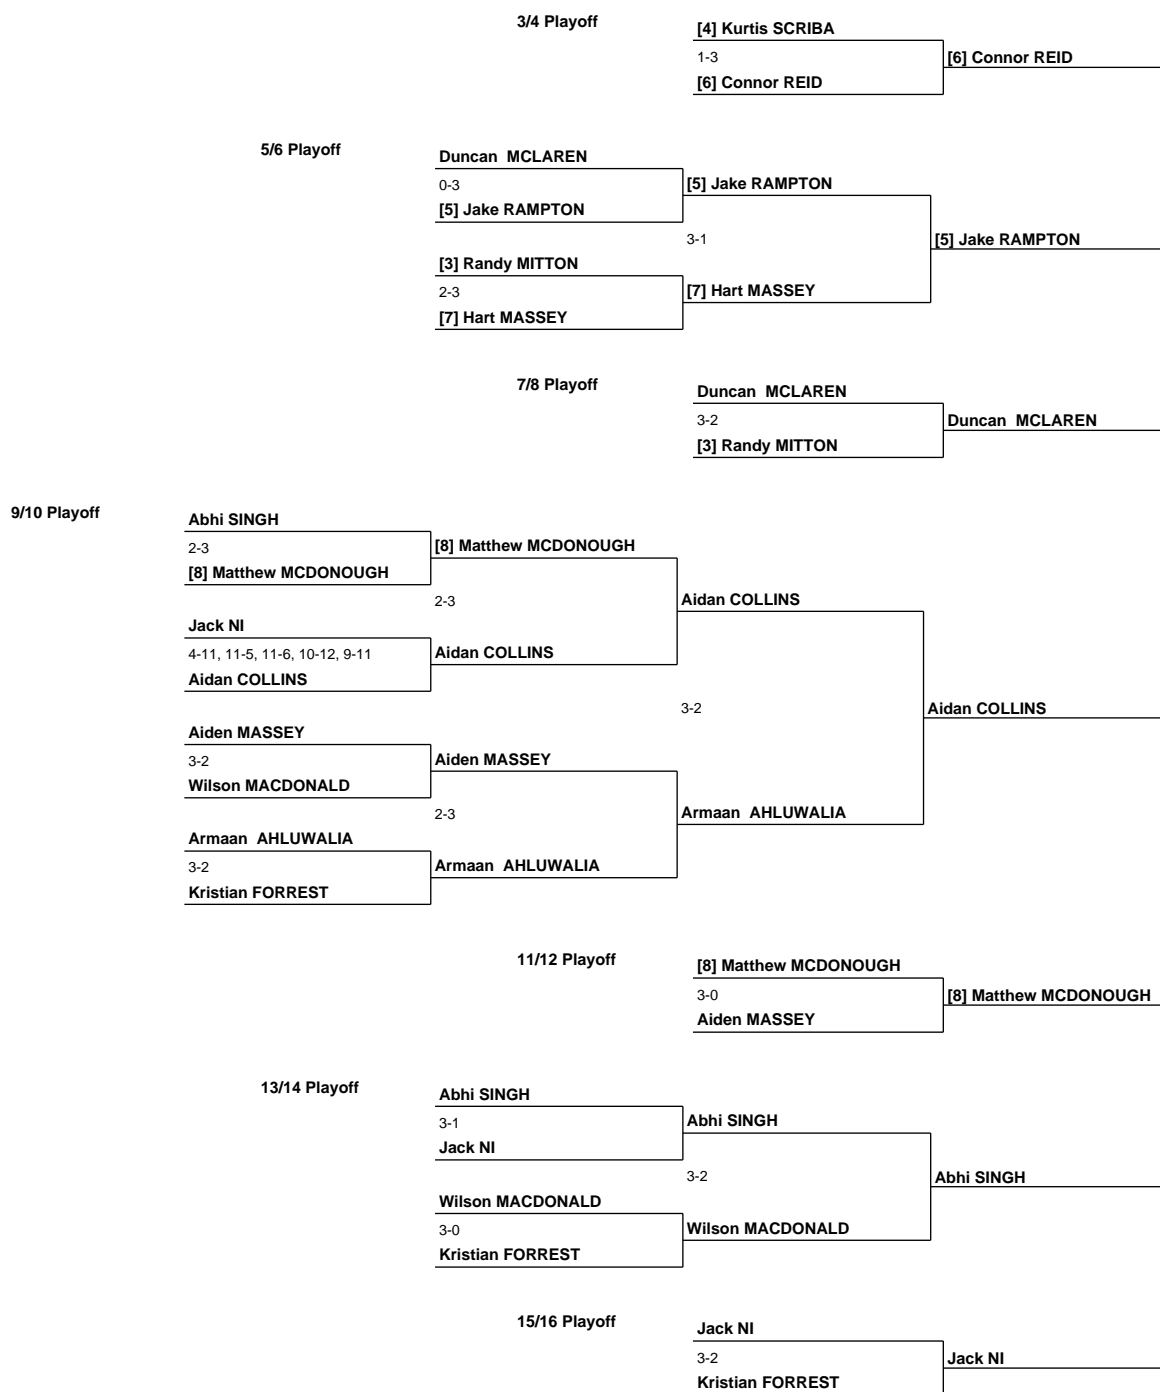 3/4 Playoff
[4] Kurtis SCRIBA
1-3
[6] Connor REID
[6] Connor REID
5/6 Playoff
Duncan  MCLAREN
0-3
[5] Jake RAMPTON
[5] Jake RAMPTON
3-1
[5] Jake RAMPTON
[3] Randy MITTON
2-3
[7] Hart MASSEY
[7] Hart MASSEY
7/8 Playoff
Duncan  MCLAREN
3-2
Duncan  MCLAREN
[3] Randy MITTON
9/10 Playoff
Abhi SINGH
2-3
[8] Matthew MCDONOUGH
[8] Matthew MCDONOUGH
2-3
Aidan COLLINS
Jack NI
4-11, 11-5, 11-6, 10-12, 9-11
Aidan COLLINS
Aidan COLLINS
3-2
Aidan COLLINS
Aiden MASSEY
3-2
Aiden MASSEY
Wilson MACDONALD
2-3
Armaan  AHLUWALIA
Armaan  AHLUWALIA
3-2
Armaan  AHLUWALIA
Kristian FORREST
11/12 Playoff
[8] Matthew MCDONOUGH
3-0
[8] Matthew MCDONOUGH
Aiden MASSEY
13/14 Playoff
Abhi SINGH
3-1
Abhi SINGH
Jack NI
3-2
Abhi SINGH
Wilson MACDONALD
3-0
Wilson MACDONALD
Kristian FORREST
15/16 Playoff
Jack NI
3-2
Jack NI
Kristian FORREST